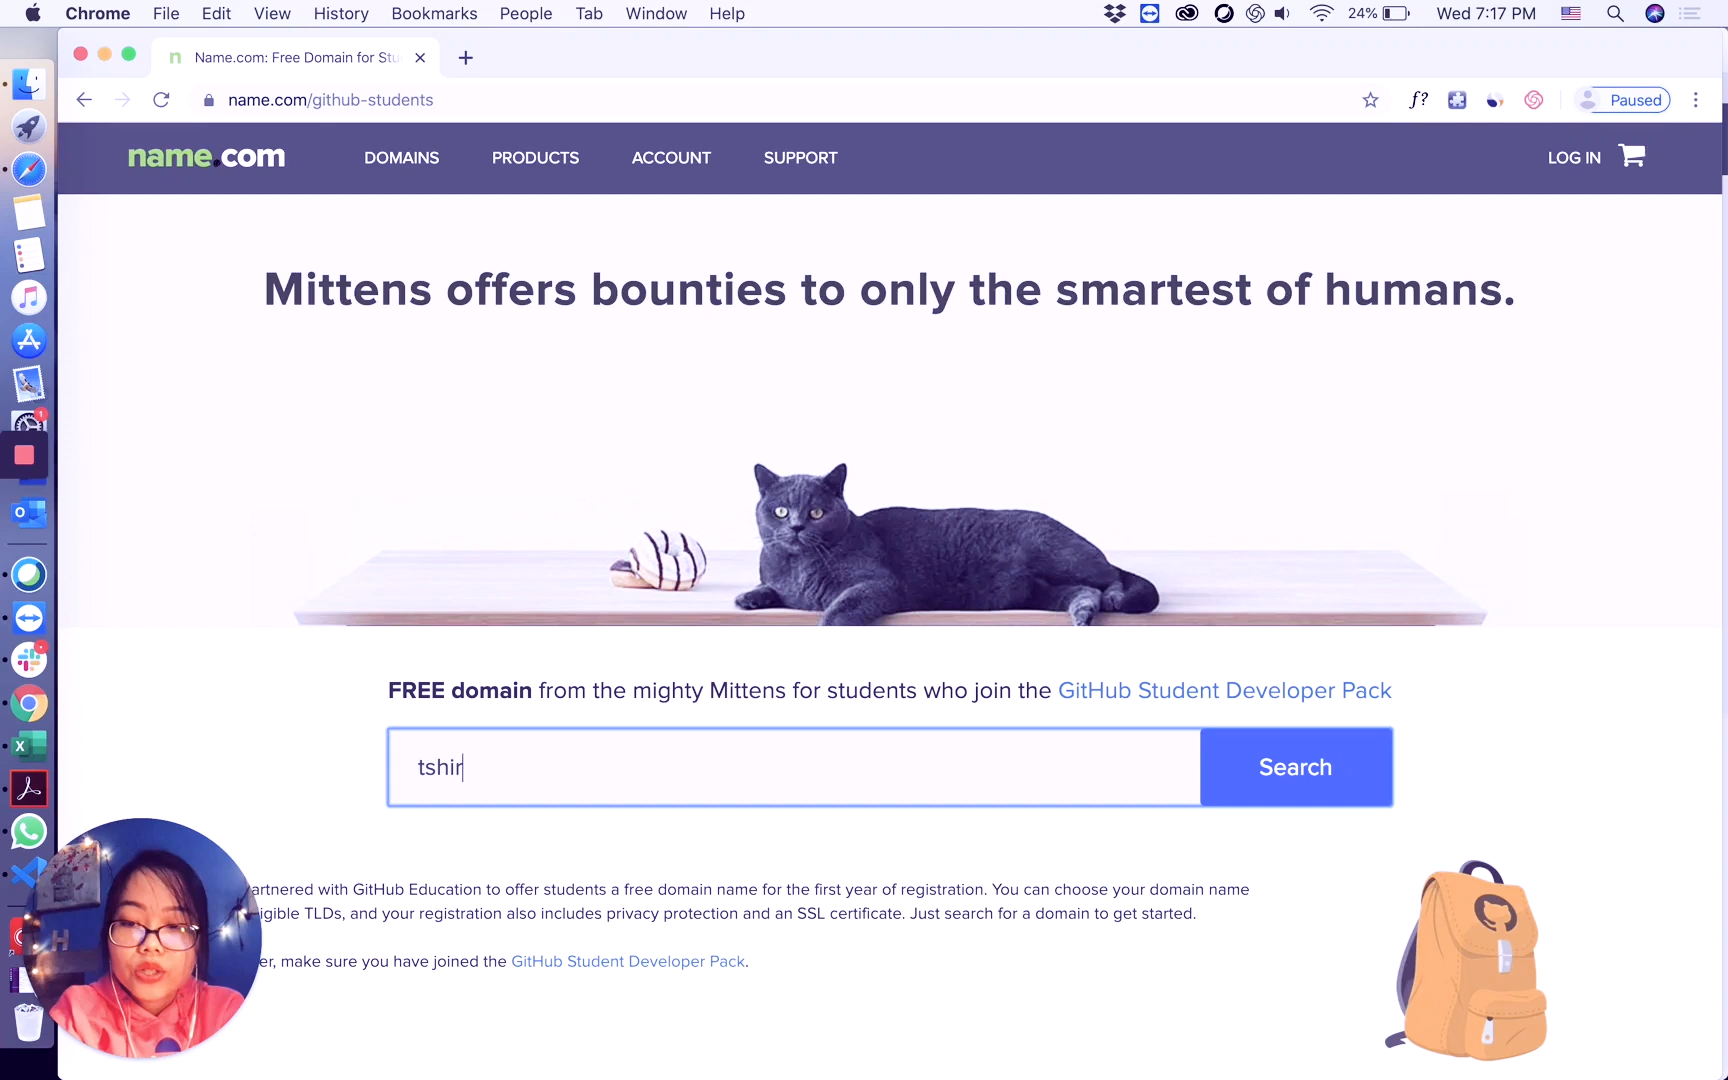 Chrome File Edit View History Bookmarks People Tab Window Help
24% Wed 7:17 PM
Name.com: Free Domain for Stu
name.com/github-students
f?
Paused
name.com
DOMAINS PRODUCTS ACCOUNT SUPPORT
LOG IN
Mittens offers bounties to only the smartest of humans.
FREE domain from the mighty Mittens for students who join the GitHub Student Developer Pack
tshir
Search
artnered with GitHub Education to offer students a free domain name for the first year of registration. You can choose your domain name
igible TLDs, and your registration also includes privacy protection and an SSL certificate. Just search for a domain to get started.
er, make sure you have joined the GitHub Student Developer Pack.